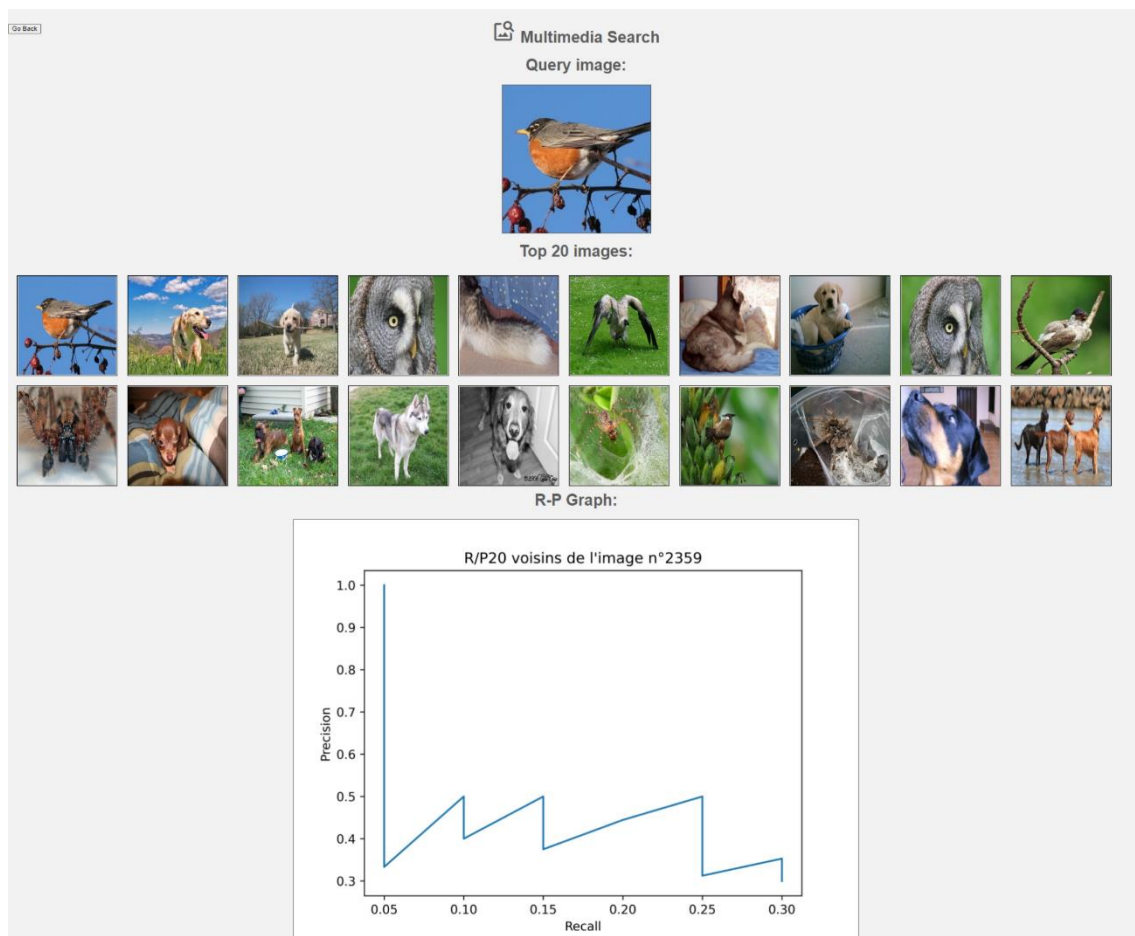 Go Back
Multimedia Search
Query image:
Top 20 images:
R-P Graph:
R/P20 voisins de l'image n°2359
1.0
0.9
0.8
0.7
0.6
0.5
0.4
0.3
Precision
0.05 0.10 0.15 0.20 0.25 0.30
Recall